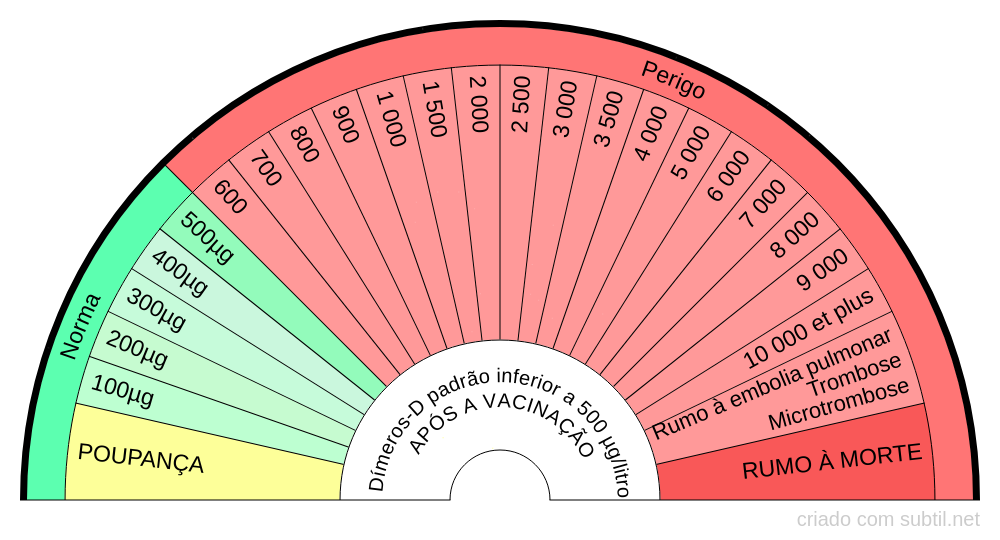 Norma
Perigo
POUPANÇA
100µg
200µg
300µg
400µg
500µg
600
700
800
900
1 000
1 500
2 000
2 500
3 000
3 500
4 000
5 000
6 000
7 000
8 000
9 000
10 000 et plus
Rumo à embolia pulmonar
Trombose
Microtrombose
RUMO À MORTE
Dímeros-D padrão inferior a 500 µg/litro
APÓS A VACINAÇÃO
criado com subtil.net